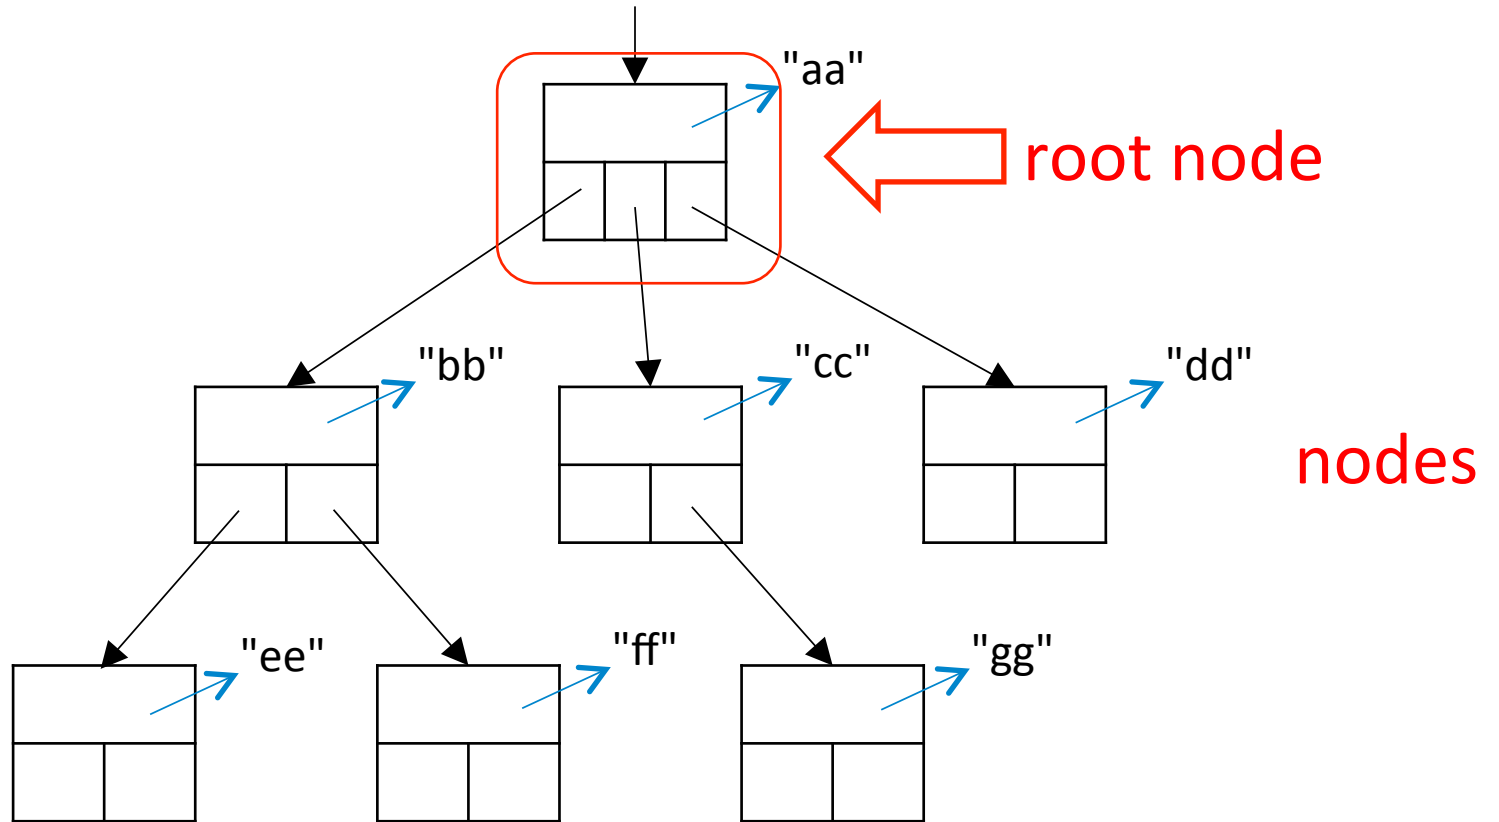 "aa"
root node
"bb"
"cc"
"dd"
nodes
"ee"
"ff"
"gg"